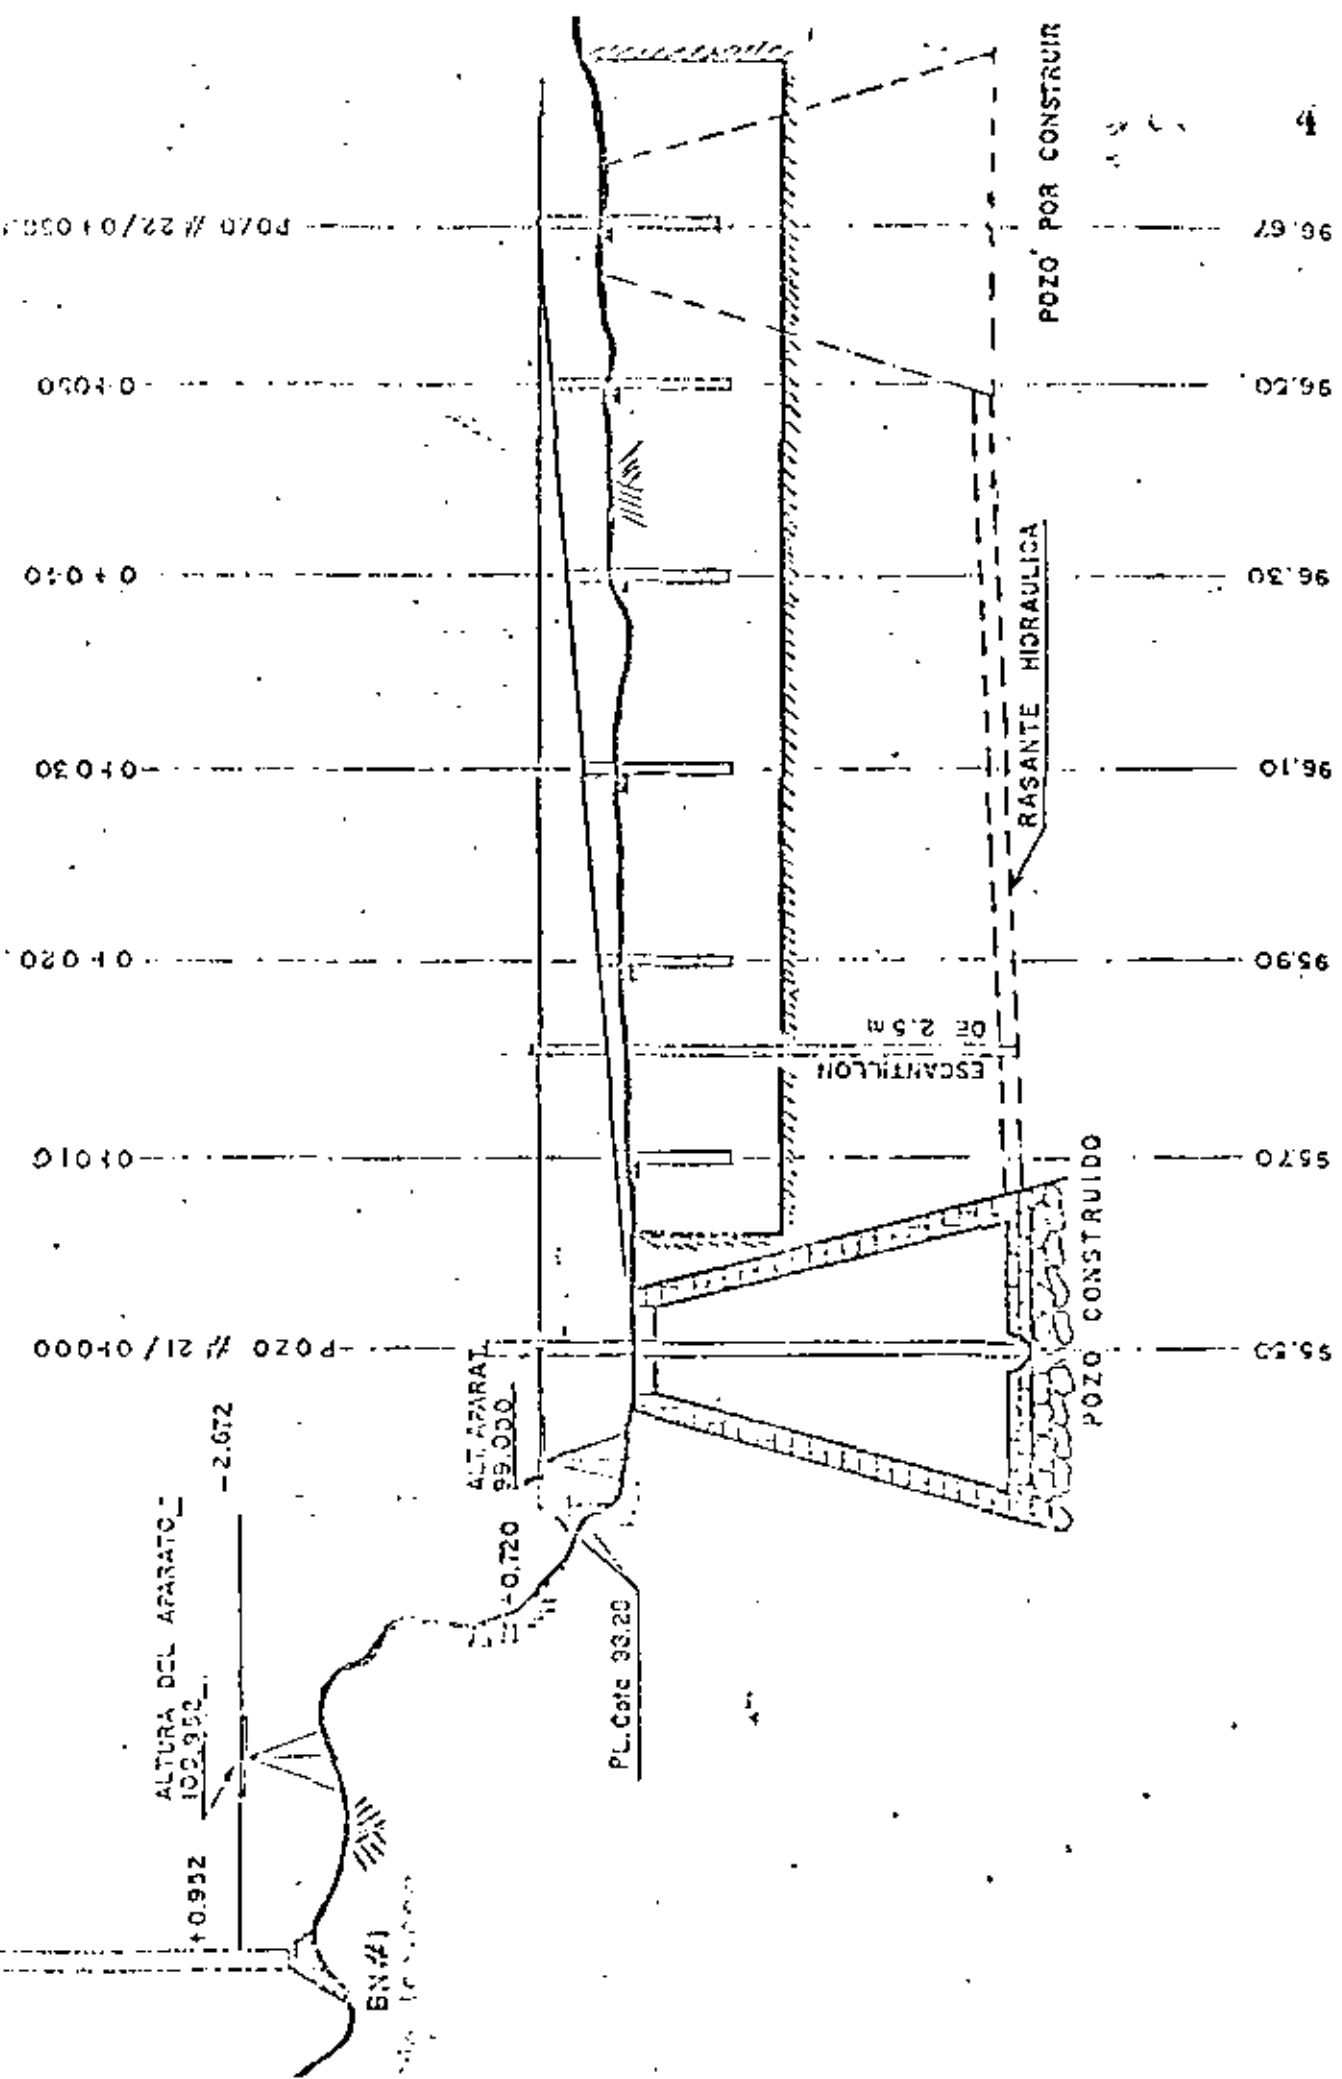 4
POZO # 22/0+058
0+050
0+040
0+030
0+020
0+010
POZO # 21/0+000
96.67
96.50
96.30
96.10
95.90
95.70
95.50
POZO POR CONSTRUIR
RASANTE HIDRAULICA
ESCANTILLON
DE 2.5 m
POZO CONSTRUIDO
ALT. APARAT.
99.000
-2.672
-0.720
ALTURA DEL APARATO
100.952
+0.952
PL. Cota 98.28
BN#1